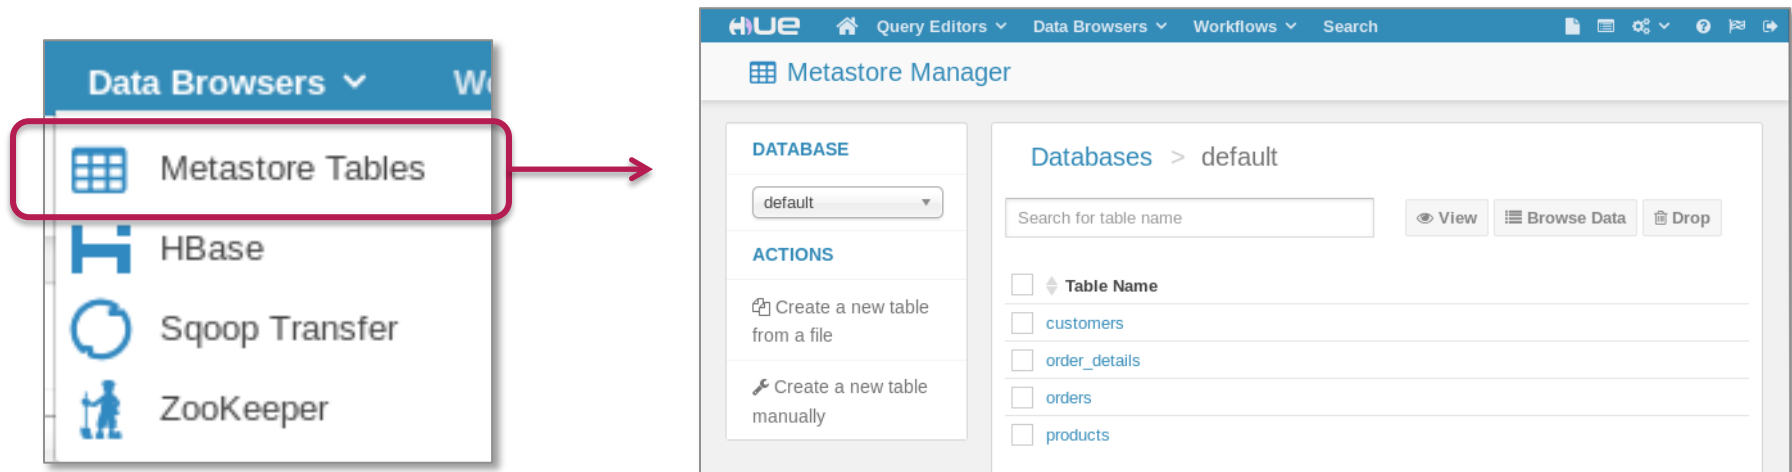 Data Browsers
Metastore Tables
HBase
Sqoop Transfer
ZooKeeper
HUE Query Editors Data Browsers Workflows Search
Metastore Manager
DATABASE
default
ACTIONS
Create a new table
from a file
Create a new table
manually
Databases > default
Search for table name
View Browse Data Drop
Table Name
customers
order_details
orders
products